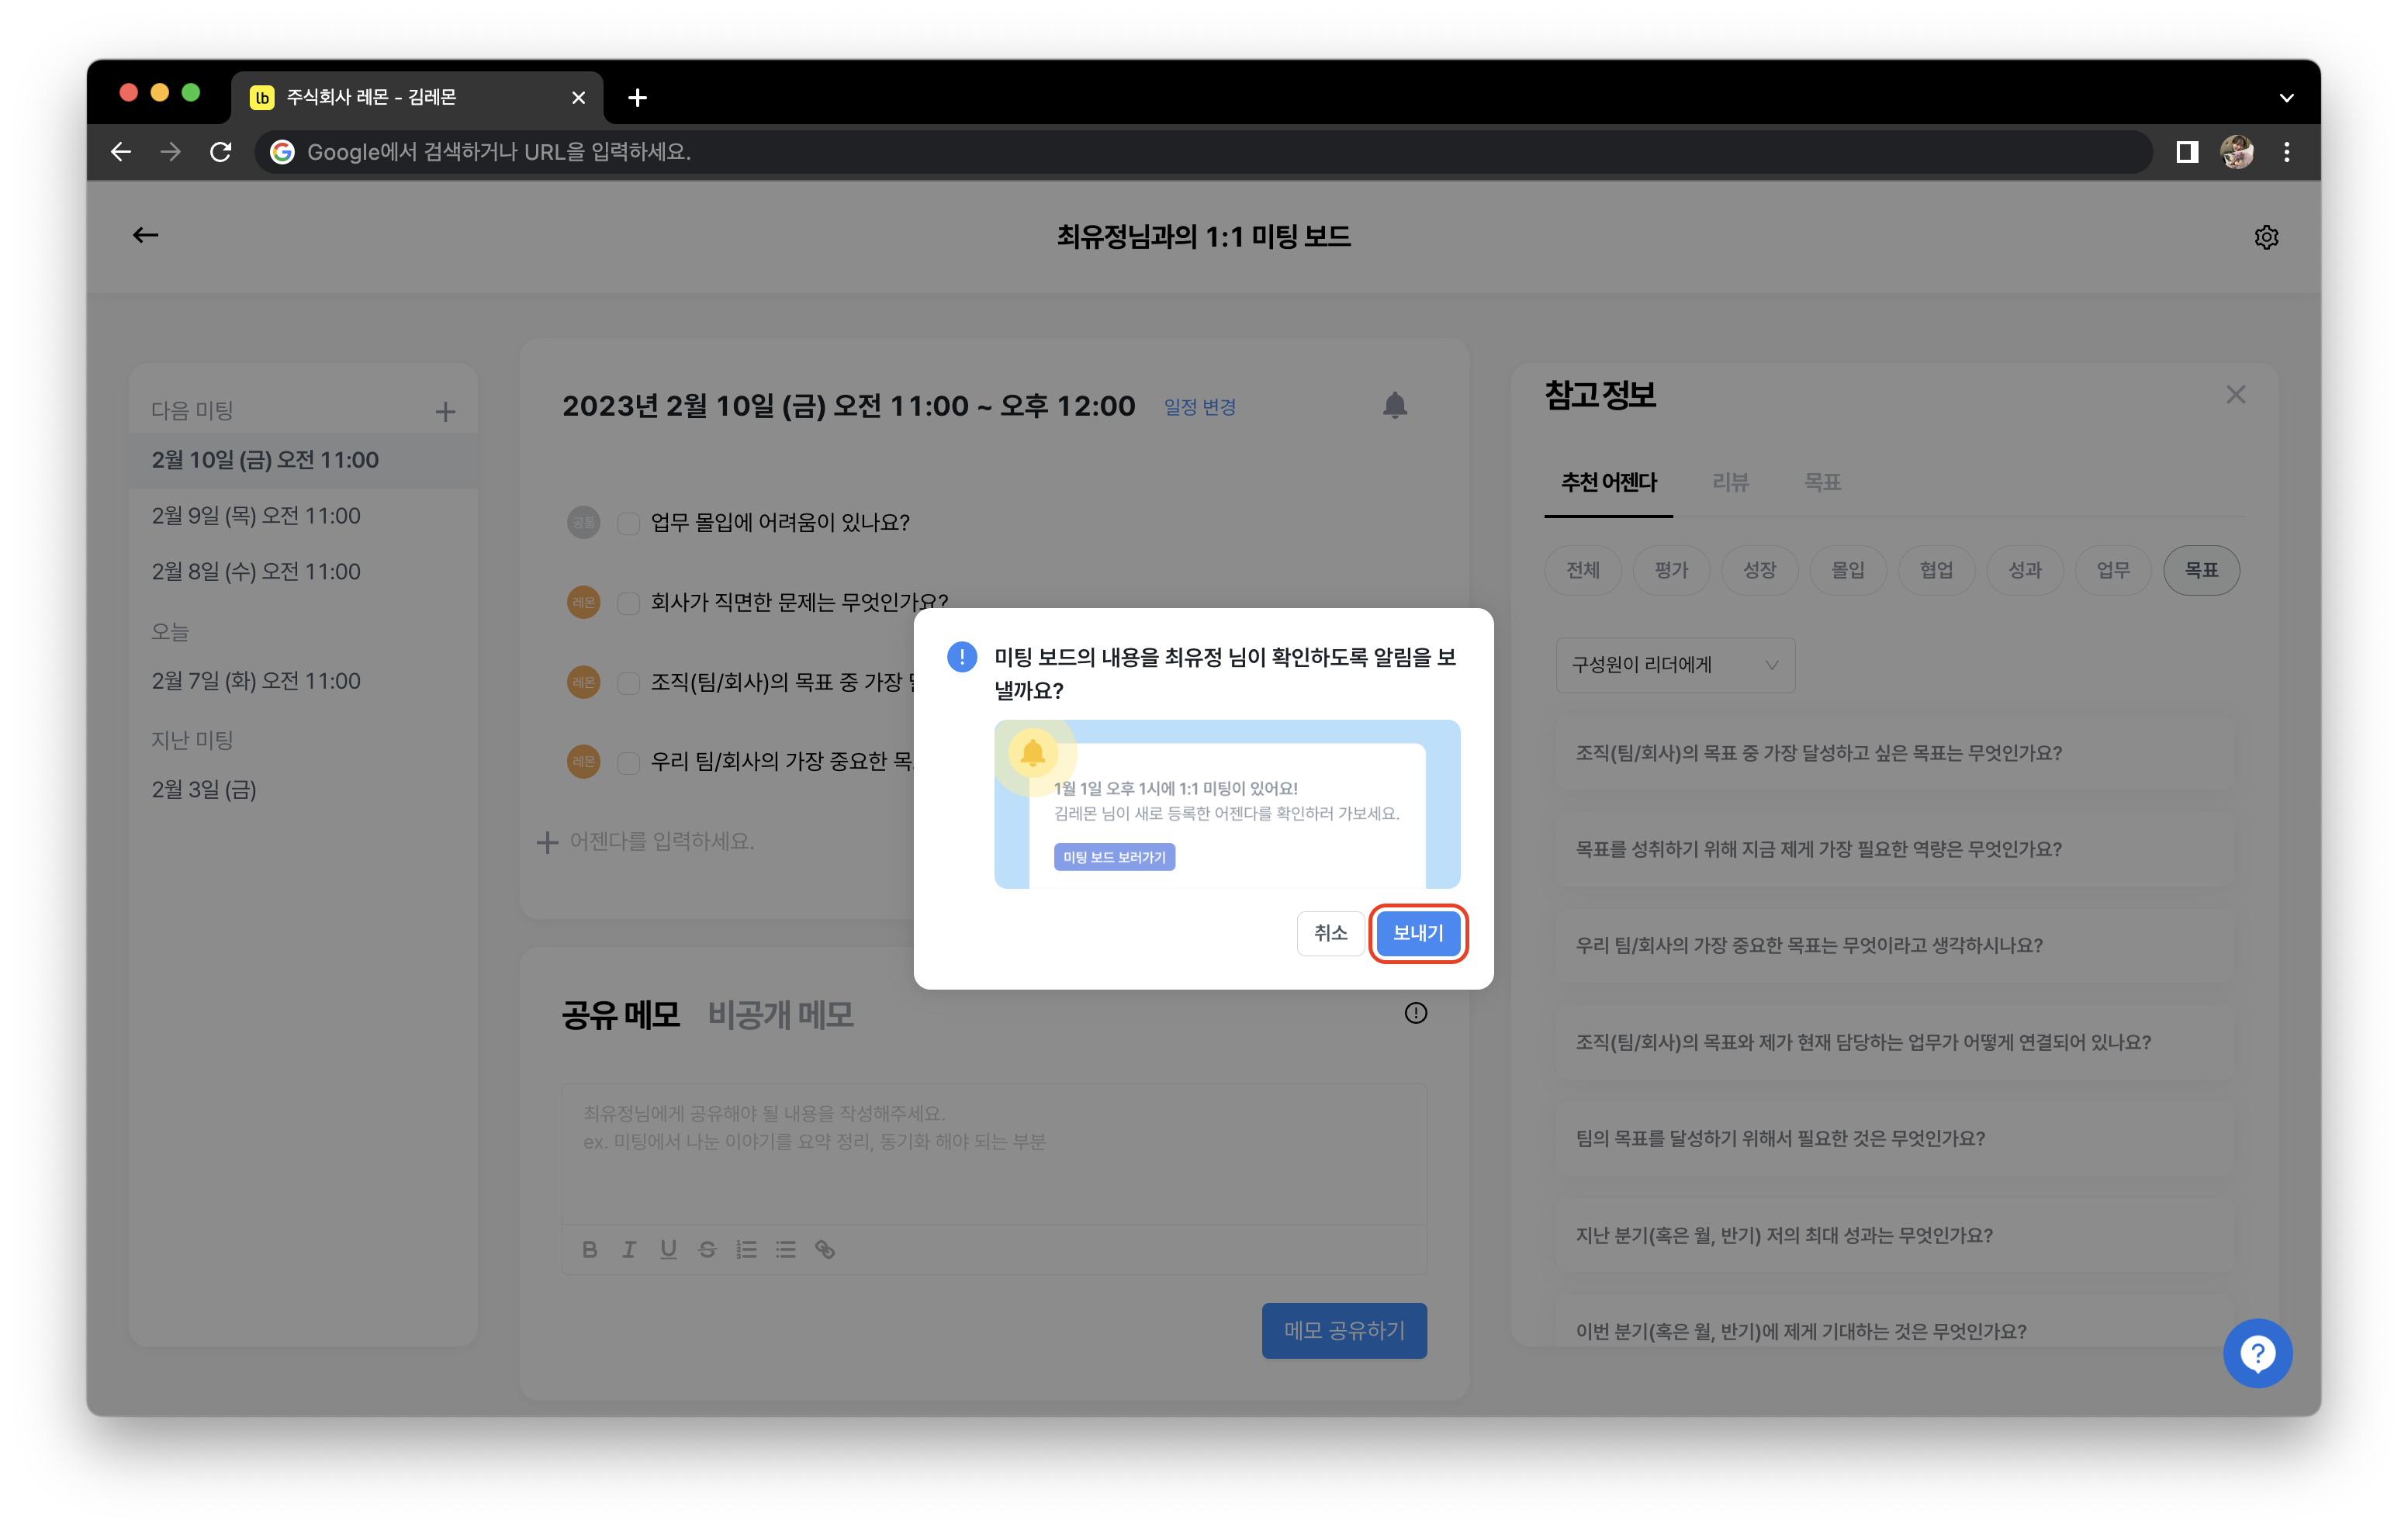 lb 주식회사 레몬 - 김레몬
Google에서 검색하거나 URL을 입력하세요.
최유정님과의 1:1 미팅 보드
다음 미팅
2월 10일 (금) 오전 11:00
2월 9일 (목) 오전 11:00
2월 8일 (수) 오전 11:00
오늘
2월 7일 (화) 오전 11:00
지난 미팅
2월 3일 (금)
2023년 2월 10일 (금) 오전 11:00 ~ 오후 12:00 일정 변경
공통 업무 몰입에 어려움이 있나요?
레몬 회사가 직면한 문제는 무엇인가요?
레몬 조직(팀/회사)의 목표 중 가장
레몬 우리 팀/회사의 가장 중요한 목
어젠다를 입력하세요.
미팅 보드의 내용을 최유정 님이 확인하도록 알림을 보
낼까요?
1월 1일 오후 1시에 1:1 미팅이 있어요!
김레몬 님이 새로 등록한 어젠다를 확인하러 가보세요.
미팅 보드 보러가기
취소 보내기
공유 메모 비공개 메모
최유정님에게 공유해야 될 내용을 작성해주세요.
ex. 미팅에서 나눈 이야기를 요약 정리, 동기화 해야 되는 부분
메모 공유하기
참고 정보
추천 어젠다 리뷰 목표
전체 평가 성장 몰입 협업 성과 업무 목표
구성원이 리더에게
조직(팀/회사)의 목표 중 가장 달성하고 싶은 목표는 무엇인가요?
목표를 성취하기 위해 지금 제게 가장 필요한 역량은 무엇인가요?
우리 팀/회사의 가장 중요한 목표는 무엇이라고 생각하시나요?
조직(팀/회사)의 목표와 제가 현재 담당하는 업무가 어떻게 연결되어 있나요?
팀의 목표를 달성하기 위해서 필요한 것은 무엇인가요?
지난 분기(혹은 월, 반기) 저의 최대 성과는 무엇인가요?
이번 분기(혹은 월, 반기)에 제게 기대하는 것은 무엇인가요?